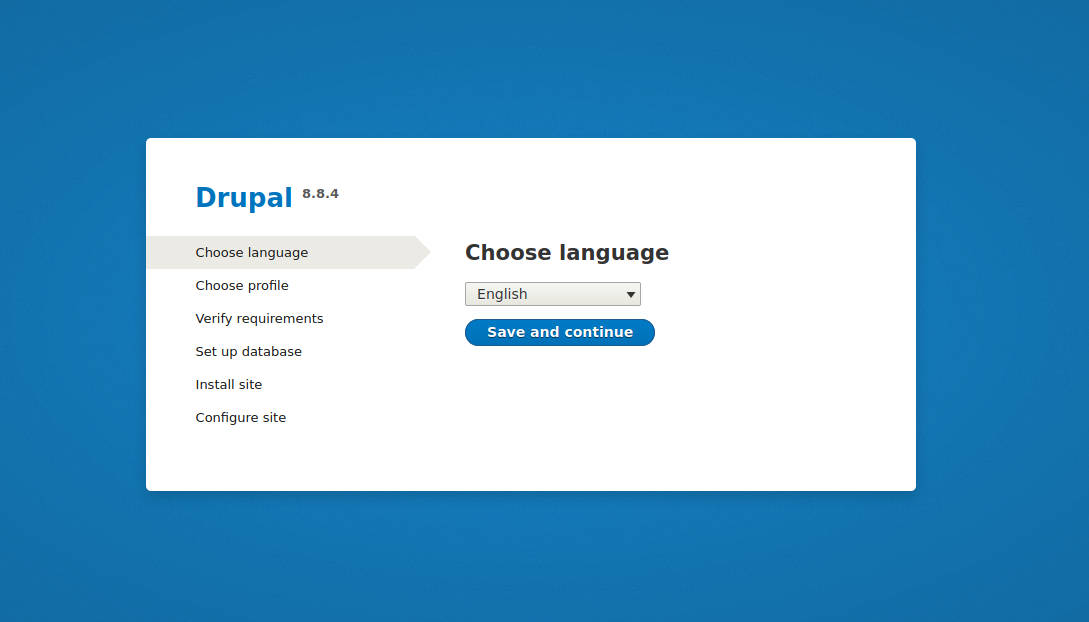 Drupal 8.8.4
Choose language
Choose profile
Verify requirements
Set up database
Install site
Configure site
Choose language
English
Save and continue